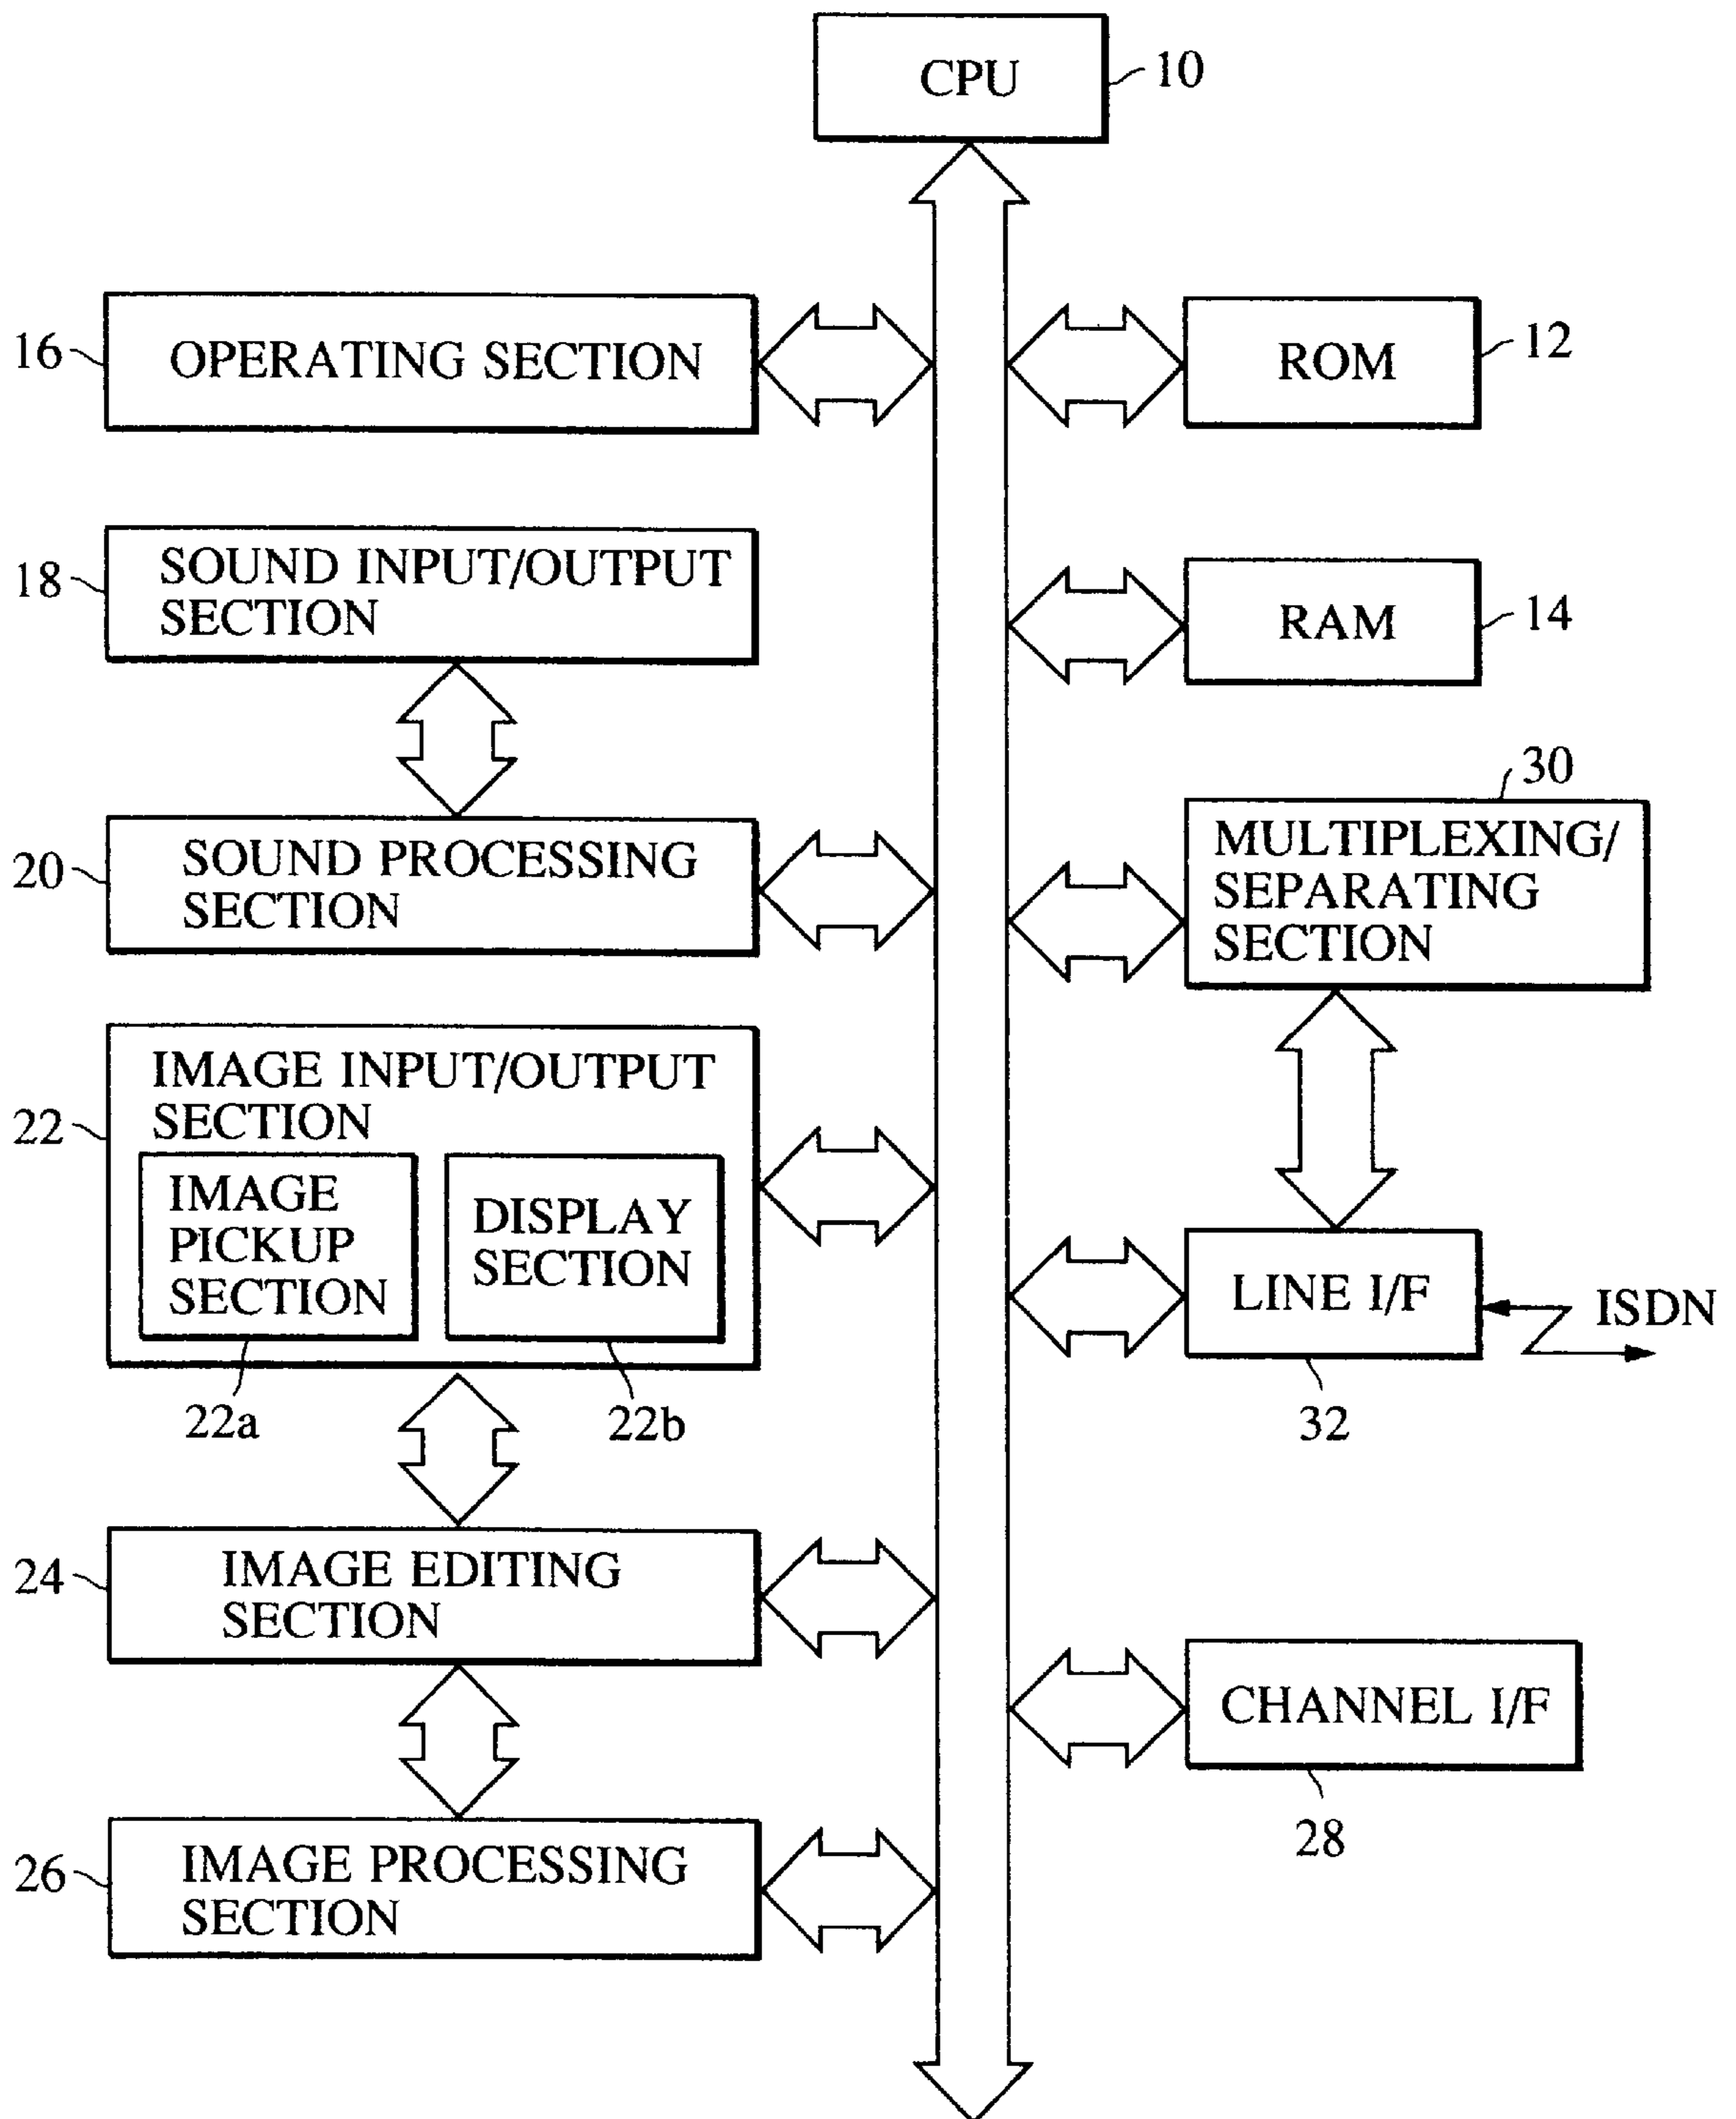 CPU
10
16
OPERATING SECTION
ROM
12
18
SOUND INPUT/OUTPUT
SECTION
RAM
14
20
SOUND PROCESSING
SECTION
30
MULTIPLEXING/
SEPARATING
SECTION
22
IMAGE INPUT/OUTPUT
SECTION
IMAGE
PICKUP
SECTION
DISPLAY
SECTION
22a
22b
LINE I/F
ISDN
32
24
IMAGE EDITING
SECTION
CHANNEL I/F
28
26
IMAGE PROCESSING
SECTION